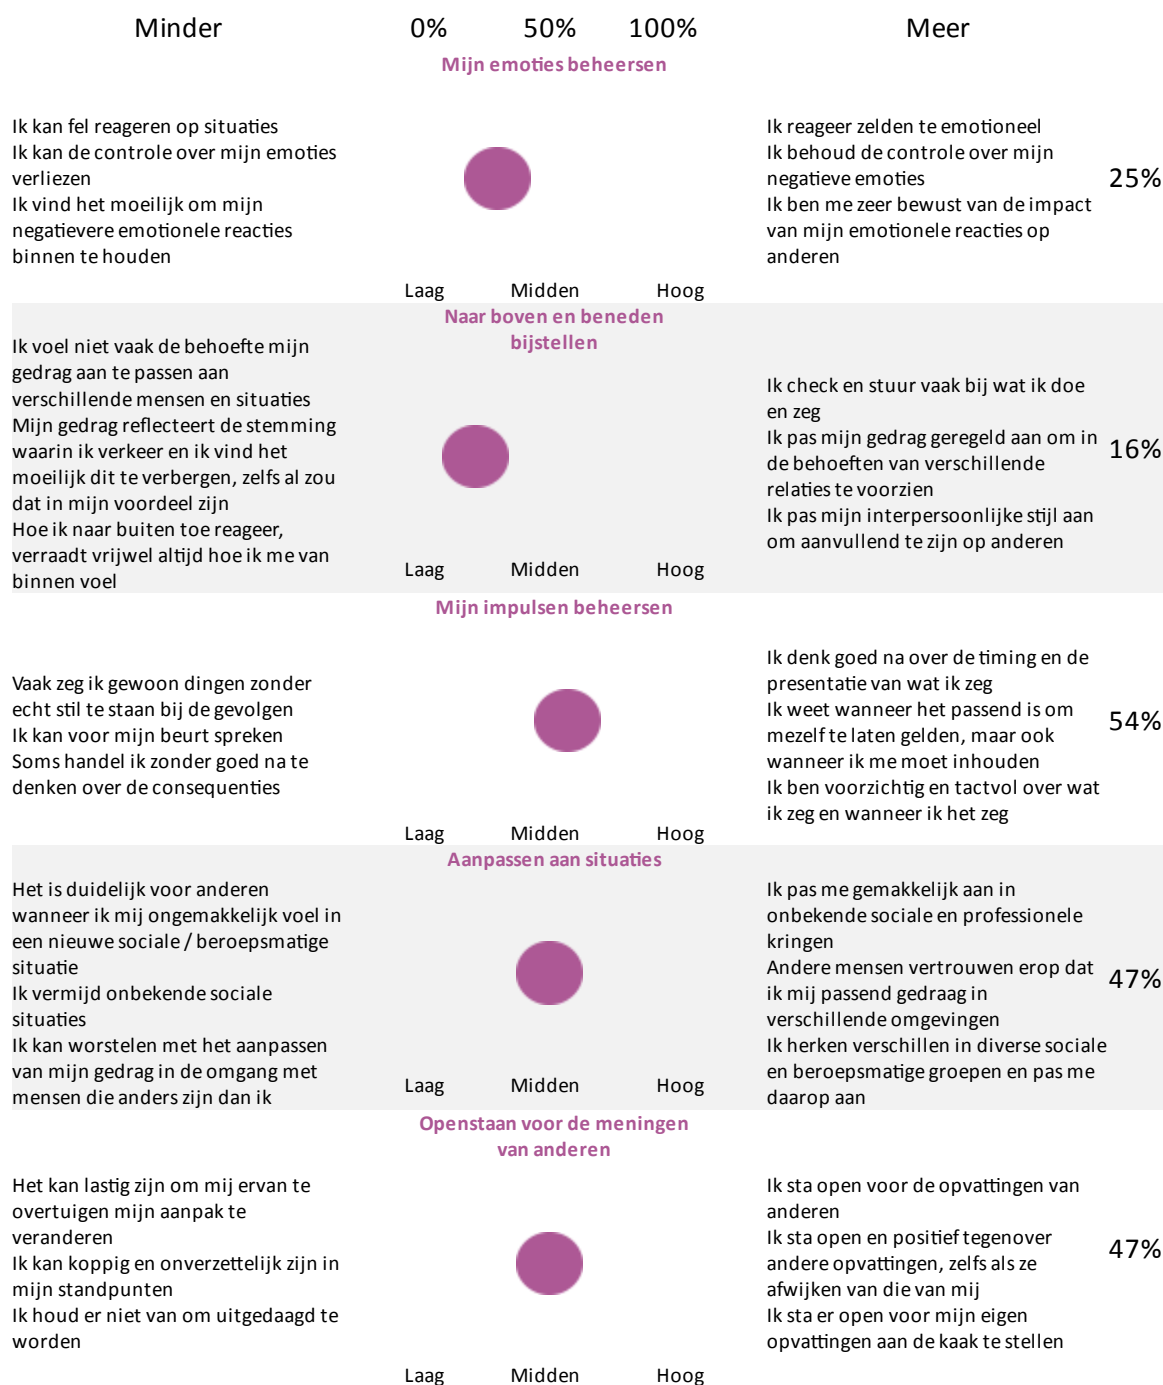 Minder 0% 50% 100% Meer
Mijn emoties beheersen
Ik kan fel reageren op situaties
Ik kan de controle over mijn emoties
verliezen
Ik vind het moeilijk om mijn
negatievere emotionele reacties
binnen te houden
Ik reageer zelden te emotioneel
Ik behoud de controle over mijn
negatieve emoties
Ik ben me zeer bewust van de impact
van mijn emotionele reacties op
anderen
25%
Laag Midden Hoog
Naar boven en beneden
bijstellen
Ik voel niet vaak de behoefte mijn
gedrag aan te passen aan
verschillende mensen en situaties
Mijn gedrag reflecteert de stemming
waarin ik verkeer en ik vind het
moeilijk dit te verbergen, zelfs al zou
dat in mijn voordeel zijn
Hoe ik naar buiten toe reageer,
verraadt vrijwel altijd hoe ik me van
binnen voel
Ik check en stuur vaak bij wat ik doe
en zeg
Ik pas mijn gedrag geregeld aan om in
de behoeften van verschillende
relaties te voorzien
Ik pas mijn interpersoonlijke stijl aan
om aanvullend te zijn op anderen
16%
Laag Midden Hoog
Mijn impulsen beheersen
Vaak zeg ik gewoon dingen zonder
echt stil te staan bij de gevolgen
Ik kan voor mijn beurt spreken
Soms handel ik zonder goed na te
denken over de consequenties
Ik denk goed na over de timing en de
presentatie van wat ik zeg
Ik weet wanneer het passend is om
mezelf te laten gelden, maar ook
wanneer ik me moet inhouden
Ik ben voorzichtig en tactvol over wat
ik zeg en wanneer ik het zeg
54%
Laag Midden Hoog
Aanpassen aan situaties
Het is duidelijk voor anderen
wanneer ik mij ongemakkelijk voel in
een nieuwe sociale / beroepsmatige
situatie
Ik vermijd onbekende sociale
situaties
Ik kan worstelen met het aanpassen
van mijn gedrag in de omgang met
mensen die anders zijn dan ik
Ik pas me gemakkelijk aan in
onbekende sociale en professionele
kringen
Andere mensen vertrouwen erop dat
ik mij passend gedraag in
verschillende omgevingen
Ik herken verschillen in diverse sociale
en beroepsmatige groepen en pas me
daarop aan
47%
Laag Midden Hoog
Openstaan voor de meningen
van anderen
Het kan lastig zijn om mij ervan te
overtuigen mijn aanpak te
veranderen
Ik kan koppig en onverzettelijk zijn in
mijn standpunten
Ik houd er niet van om uitgedaagd te
worden
Ik sta open voor de opvattingen van
anderen
Ik sta open en positief tegenover
andere opvattingen, zelfs als ze
afwijken van die van mij
Ik sta er open voor mijn eigen
opvattingen aan de kaak te stellen
47%
Laag Midden Hoog